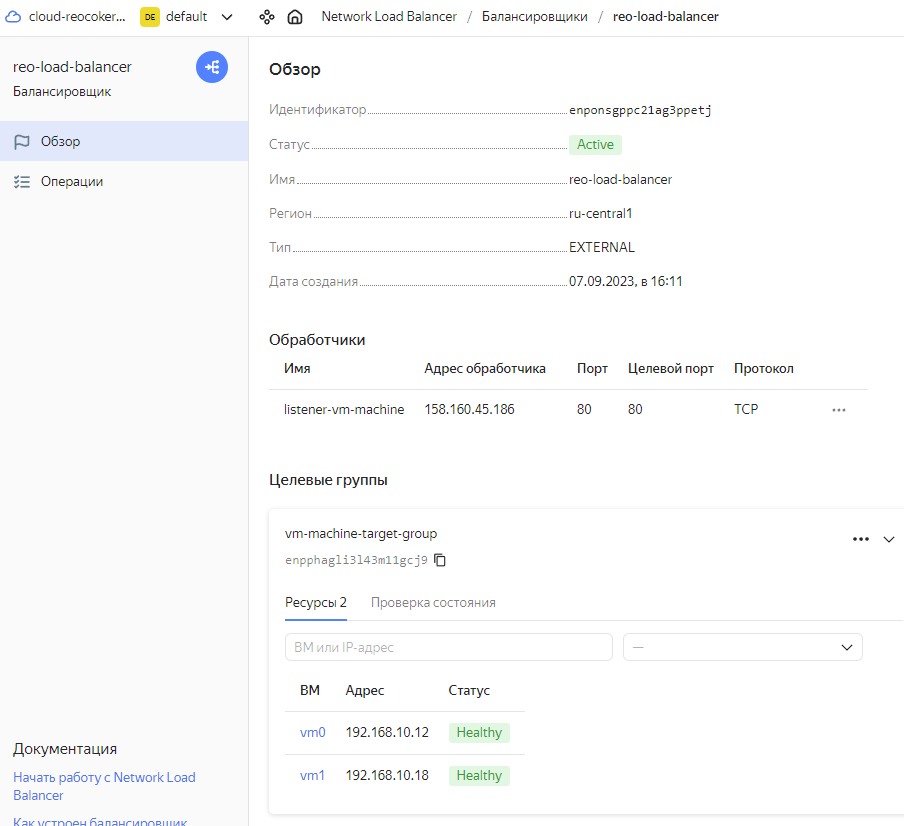 cloud-reocoker... DE default Network Load Balancer / Балансировщики / reo-load-balancer
reo-load-balancer
Балансировщик
Обзор
Операции
Документация
Начать работу с Network Load
Balancer
Как устроен балансировщик
Обзор
Идентификатор enponsgppc21ag3ppetj
Статус Active
Имя reo-load-balancer
Регион ru-central1
Тип EXTERNAL
Дата создания 07.09.2023, в 16:11
Обработчики
Имя Адрес обработчика Порт Целевой порт Протокол
listener-vm-machine 158.160.45.186 80 80 TCP
Целевые группы
vm-machine-target-group
enpphagli3l43m11gcj9
Ресурсы 2 Проверка состояния
ВМ или IP-адрес —
ВМ Адрес Статус
vm0 192.168.10.12 Healthy
vm1 192.168.10.18 Healthy